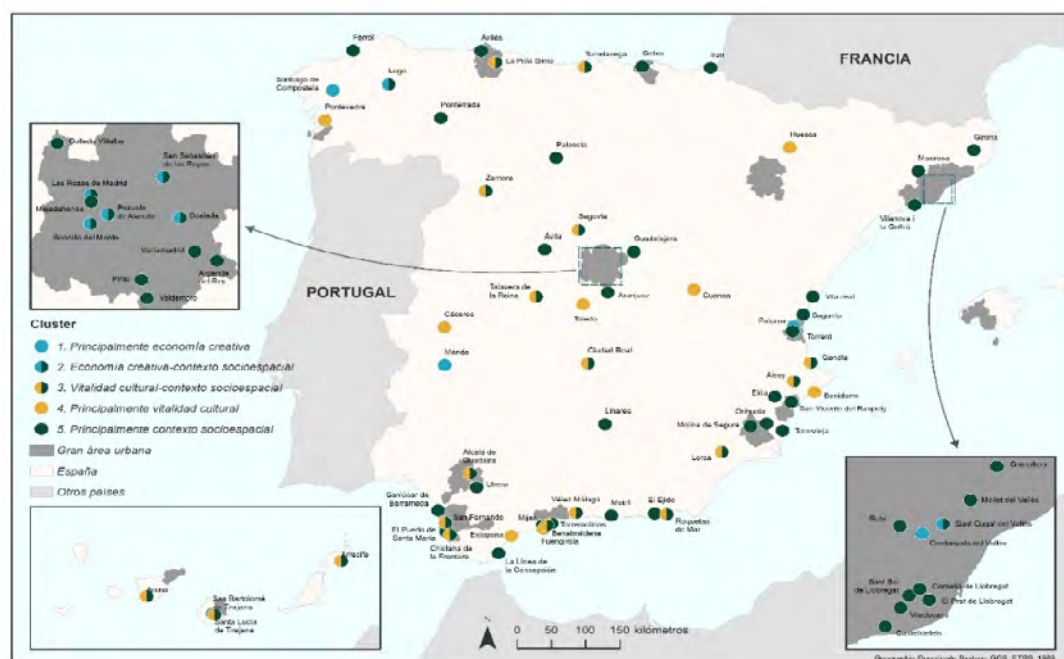 Ferrol
Avilés
La Pola Siero
Torrelavega
Getxo
Irun
FRANCIA
Santiago de
Compostela
Lugo
Pontevedra
Ponferrada
Palencia
Huesca
Girona
Manresa
Vilanova i
la Geltrú
Zamora
Segovia
Ávila
Guadalajara
PORTUGAL
Talavera de
la Reina
Aranjuez
Toledo
Cuenca
Cáceres
Mérida
Ciudad Real
Vila-real
Sagunto
Paterna
Torrent
Gandia
Alcoy
Benidorm
Elda
San Vicente del Raspeig
Orihuela
Molina de Segura
Torrevieja
Linares
Lorca
Alcalá de
Guadaíra
Utrera
Sanlúcar de
Barrameda
San Fernando
El Puerto de
Santa María
Chiclana de
la Frontera
Estepona
La Línea de
la Concepción
Mijas
Vélez Málaga
Torremolinos
Benalmádena
Fuengirola
Motril
El Ejido
Roquetas
de Mar
Collado Villalba
San Sebastián
de los Reyes
Las Rozas de Madrid
Majadahonda
Pozuelo
de Alarcón
Boadilla del Monte
Coslada
Valdemoro
Arganda
del Rey
Pinto
Cluster
1. Principalmente economía creativa
2. Economía creativa-contexto socioespacial
3. Vitalidad cultural-contexto socioespacial
4. Principalmente vitalidad cultural
5. Principalmente contexto socioespacial
Gran área urbana
España
Otros países
Arrecife
Arona
San Bartolomé
de Tirajana
Santa Lucía
de Tirajana
N
0 50 100 150 kilómetros
Granollers
Mollet del Vallès
Rubí
Sant Cugat del Vallès
Cerdanyola del Vallès
Sant Boi
de Llobregat
Cornellà de Llobregat
El Prat de Llobregat
Viladecans
Castelldefels